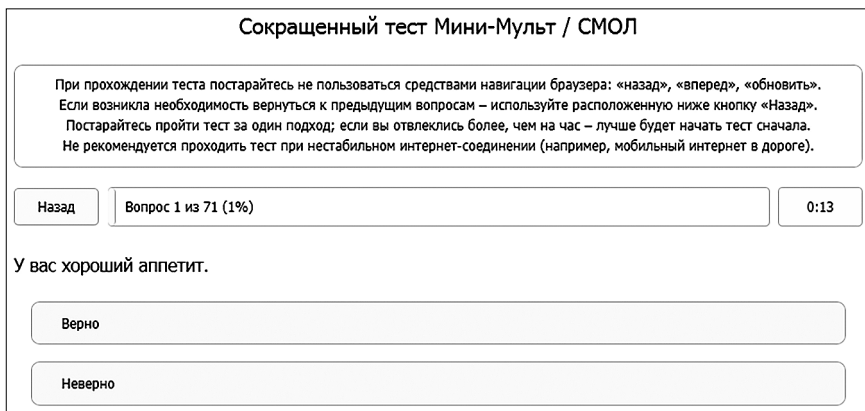 Сокращенный тест Мини-Мульт / СМОЛ
При прохождении теста постарайтесь не пользоваться средствами навигации браузера: «назад», «вперед», «обновить».
Если возникла необходимость вернуться к предыдущим вопросам – используйте расположенную ниже кнопку «Назад».
Постарайтесь пройти тест за один подход; если вы отвлеклись более, чем на час – лучше будет начать тест сначала.
Не рекомендуется проходить тест при нестабильном интернет-соединении (например, мобильный интернет в дороге).
Назад Вопрос 1 из 71 (1%) 0:13
У вас хороший аппетит.
Верно
Неверно